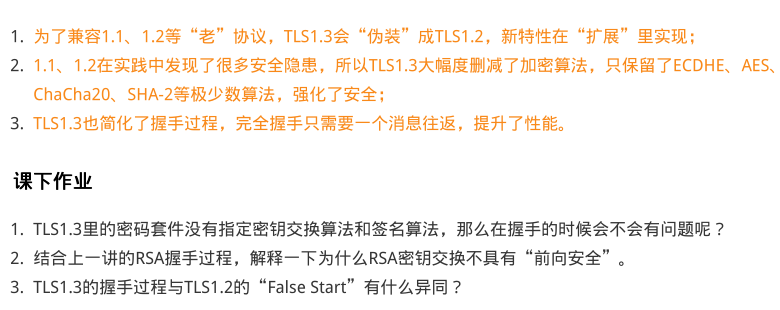 1. 为了兼容1.1、1.2等“老”协议，TLS1.3会“伪装”成TLS1.2，新特性在“扩展”里实现；
2. 1.1、1.2在实践中发现了很多安全隐患，所以TLS1.3大幅度删减了加密算法，只保留了ECDHE、AES、
ChaCha20、SHA-2等极少数算法，强化了安全；
3. TLS1.3也简化了握手过程，完全握手只需要一个消息往返，提升了性能。
课下作业
1. TLS1.3里的密码套件没有指定密钥交换算法和签名算法，那么在握手的时候会不会有问题呢？
2. 结合上一讲的RSA握手过程，解释一下为什么RSA密钥交换不具有“前向安全”。
3. TLS1.3的握手过程与TLS1.2的“False Start”有什么异同？